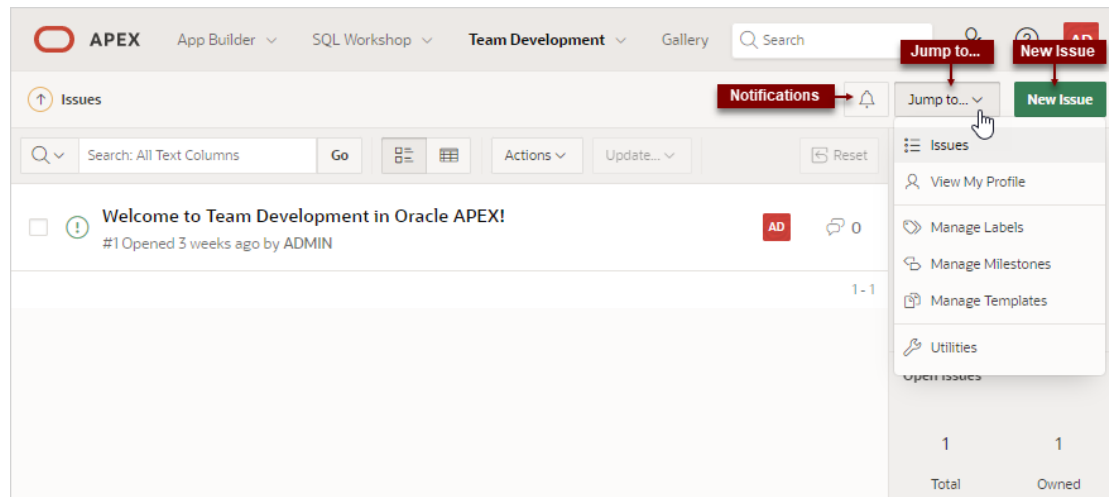 APEX App Builder SQL Workshop Team Development Gallery Search AD
Jump to... New Issue
Issues Notifications Jump to... New Issue
Search: All Text Columns Go Actions Update... Reset
Issues
View My Profile
Manage Labels
Manage Milestones
Manage Templates
Utilities
Welcome to Team Development in Oracle APEX!
#1 Opened 3 weeks ago by ADMIN
AD 0
1 - 1
Open Issues
1 1
Total Owned